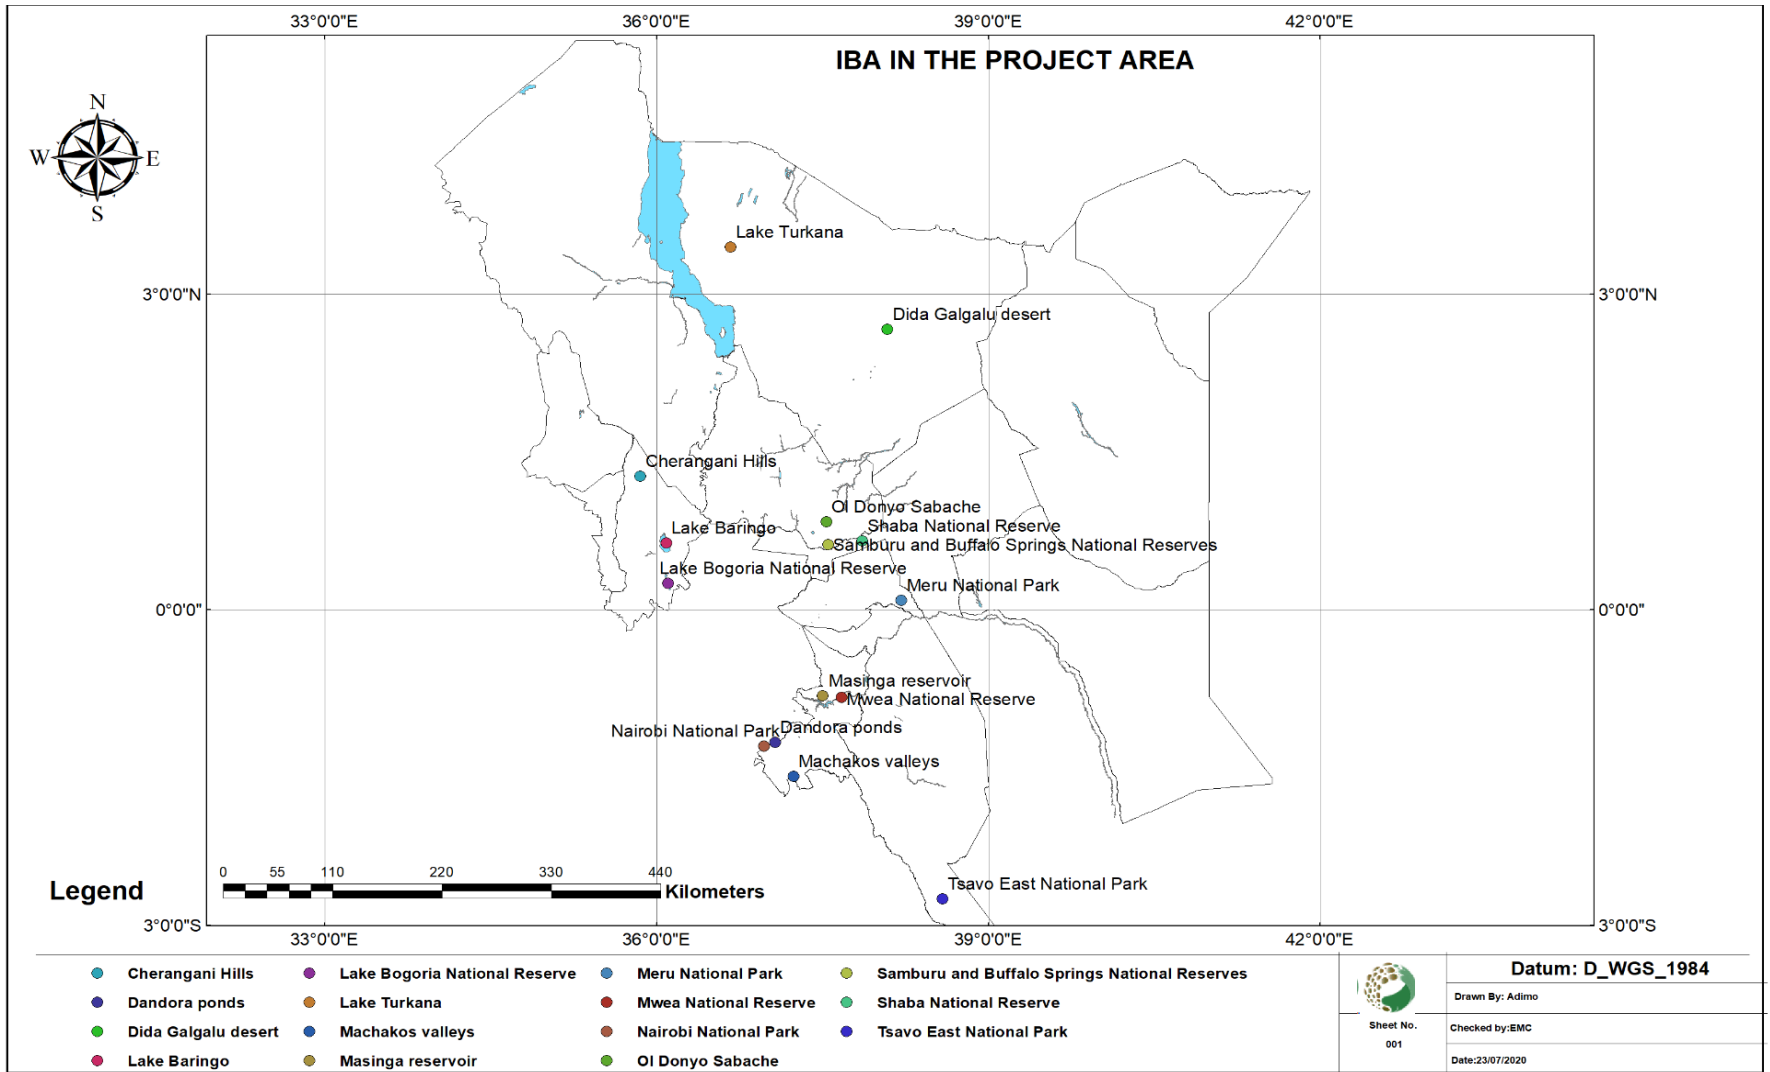 33°0'0"E 36°0'0"E 39°0'0"E 42°0'0"E
IBA IN THE PROJECT AREA
N
W E
S
Lake Turkana
3°0'0"N 3°0'0"N
Dida Galgalu desert
Cherangani Hills
Ol Donyo Sabache
Lake Baringo
Shaba National Reserve
Samburu and Buffalo Springs National Reserves
Lake Bogoria National Reserve
Meru National Park
0°0'0" 0°0'0"
Masinga reservoir
Mwea National Reserve
Nairobi National Park
Dandora ponds
Machakos valleys
0 55 110 220 330 440
Kilometers
Legend
Tsavo East National Park
3°0'0"S 3°0'0"S
33°0'0"E 36°0'0"E 39°0'0"E 42°0'0"E
Cherangani Hills
Dandora ponds
Dida Galgalu desert
Lake Baringo
Lake Bogoria National Reserve
Lake Turkana
Machakos valleys
Masinga reservoir
Meru National Park
Mwea National Reserve
Nairobi National Park
Ol Donyo Sabache
Samburu and Buffalo Springs National Reserves
Shaba National Reserve
Tsavo East National Park
Sheet No.
001
Datum: D_WGS_1984
Drawn By: Adimo
Checked by:EMC
Date:23/07/2020